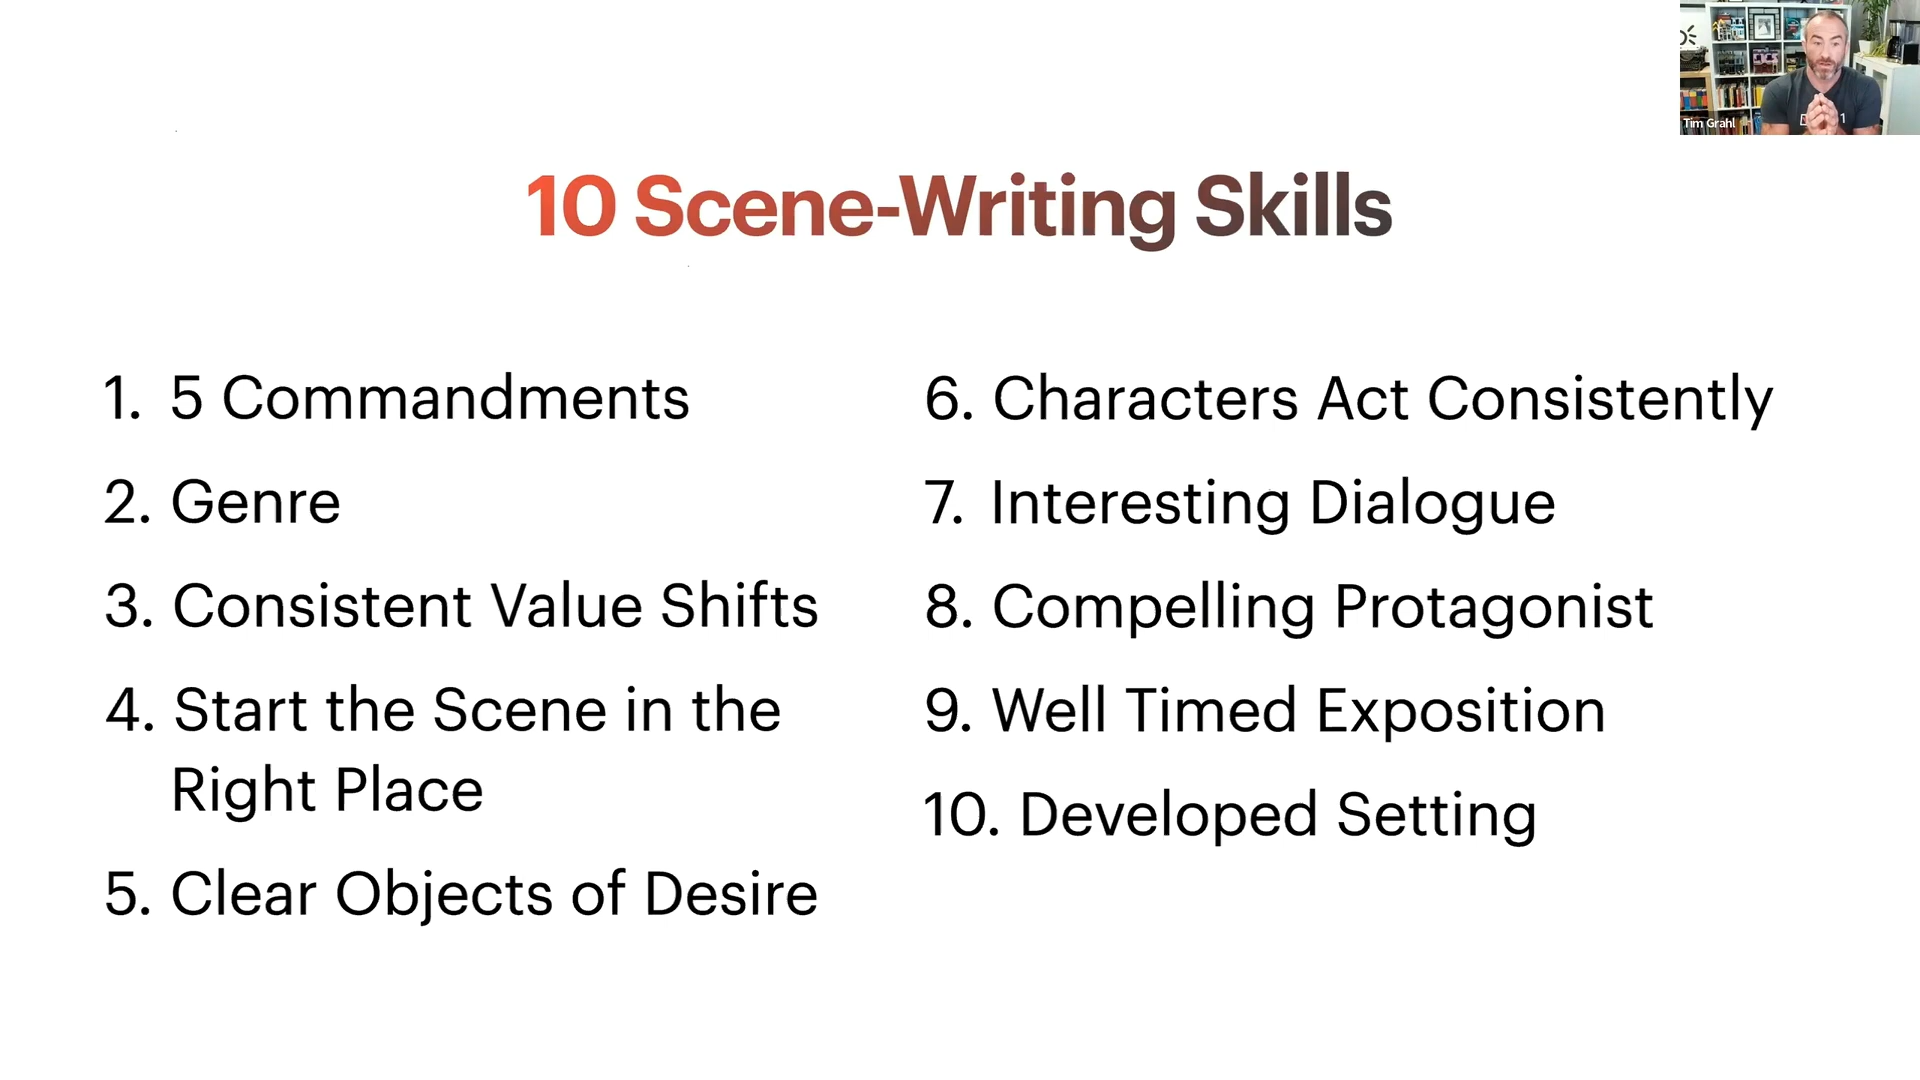 Tim Grahl
10 Scene-Writing Skills
1. 5 Commandments
2. Genre
3. Consistent Value Shifts
4. Start the Scene in the
Right Place
5. Clear Objects of Desire
6. Characters Act Consistently
7. Interesting Dialogue
8. Compelling Protagonist
9. Well Timed Exposition
10. Developed Setting